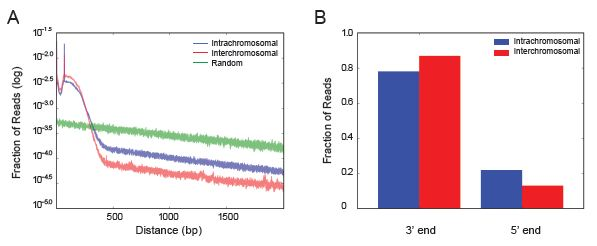 A
Fraction of Reads (log)
10^-1.5
10^-2.0
10^-2.5
10^-3.0
10^-3.5
10^-4.0
10^-4.5
10^-5.0
Intrachromosomal
Interchromosomal
Random
500
1000
1500
Distance (bp)
B
Fraction of Reads
1.0
0.8
0.6
0.4
0.2
0
Intrachromosomal
Interchromosomal
3' end
5' end